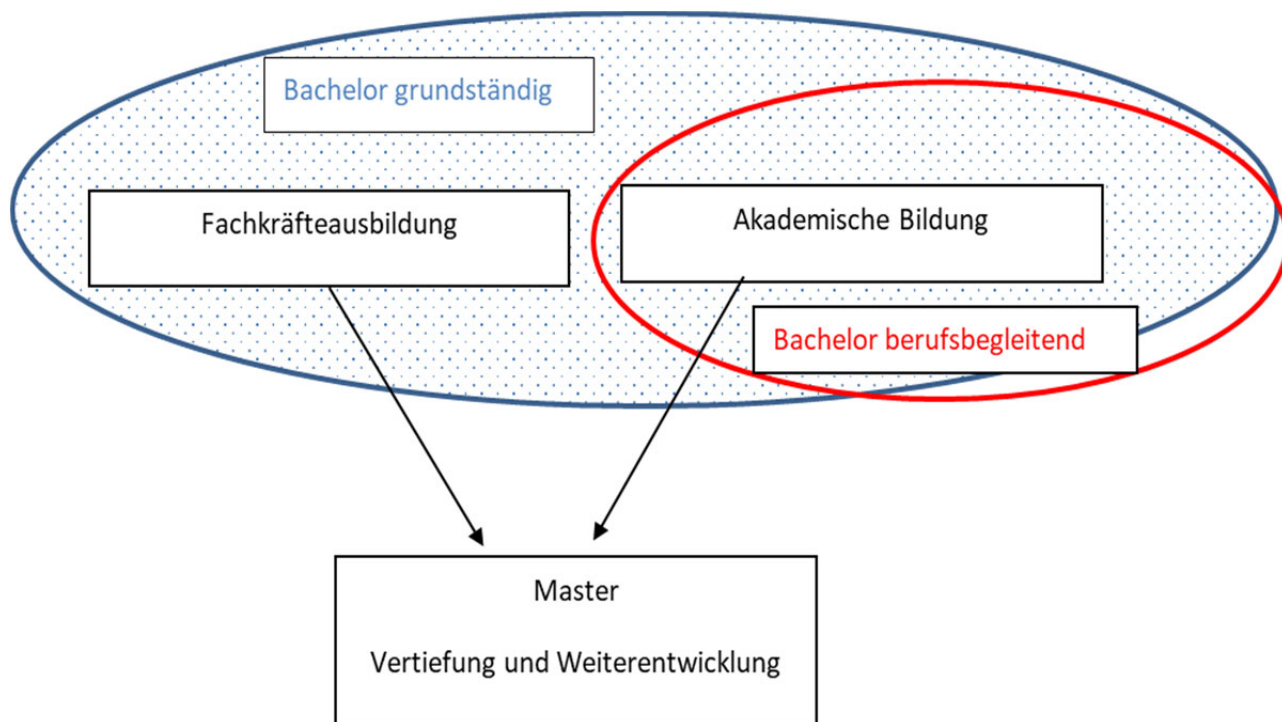 Bachelor grundständig
Fachkräfteausbildung
Akademische Bildung
Bachelor berufsbegleitend
Master
Vertiefung und Weiterentwicklung